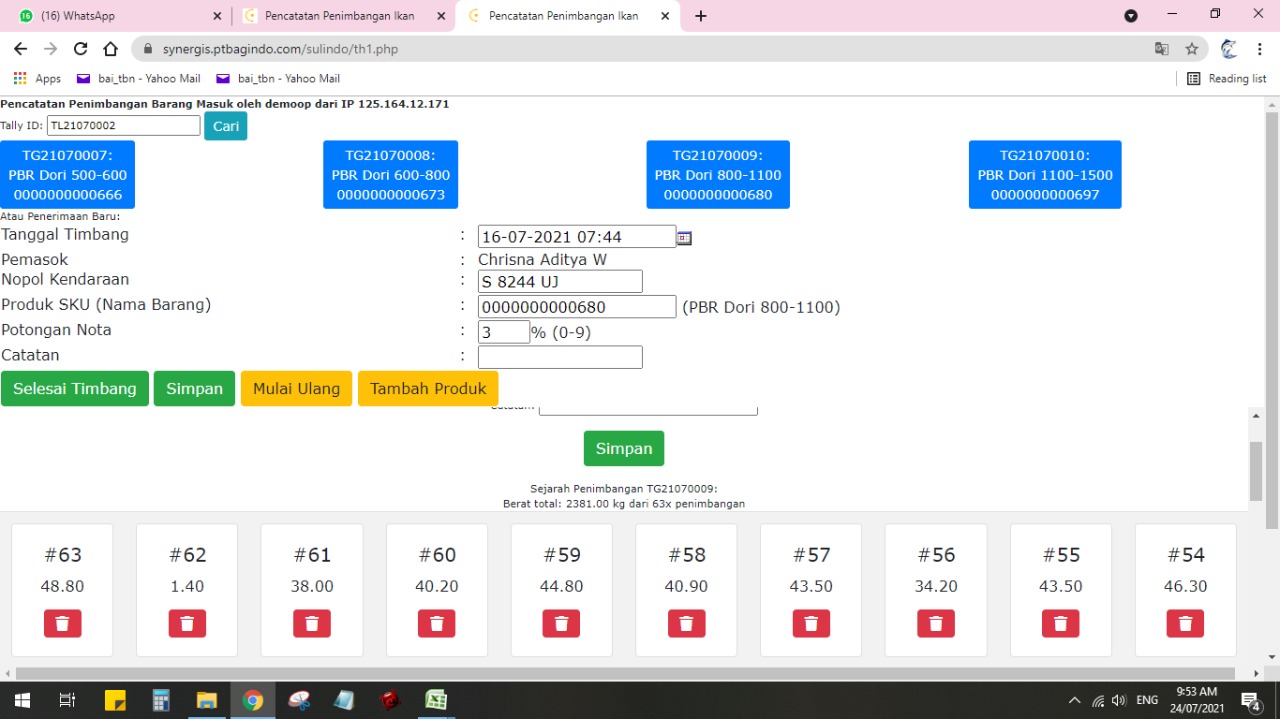 (16) WhatsApp
Pencatatan Penimbangan Ikan
Pencatatan Penimbangan Ikan
synergis.ptbagindo.com/sulindo/th1.php
Apps
bai_tbn - Yahoo Mail
bai_tbn - Yahoo Mail
Reading list
Pencatatan Penimbangan Barang Masuk oleh demoop dari IP 125.164.12.171
Tally ID: TL21070002 Cari
TG21070007:
PBR Dori 500-600
0000000000666
TG21070008:
PBR Dori 600-800
0000000000673
TG21070009:
PBR Dori 800-1100
0000000000680
TG21070010:
PBR Dori 1100-1500
0000000000697
Atau Penerimaan Baru:
Tanggal Timbang : 16-07-2021 07:44
Pemasok : Chrisna Aditya W
Nopol Kendaraan : S 8244 UJ
Produk SKU (Nama Barang) : 0000000000680 (PBR Dori 800-1100)
Potongan Nota : 3 % (0-9)
Catatan :
Selesai Timbang Simpan Mulai Ulang Tambah Produk
Catatan:
Simpan
Sejarah Penimbangan TG21070009:
Berat total: 2381.00 kg dari 63x penimbangan
#63 #62 #61 #60 #59 #58 #57 #56 #55 #54
48.80 1.40 38.00 40.20 44.80 40.90 43.50 34.20 43.50 46.30
ENG
9:53 AM
24/07/2021
4